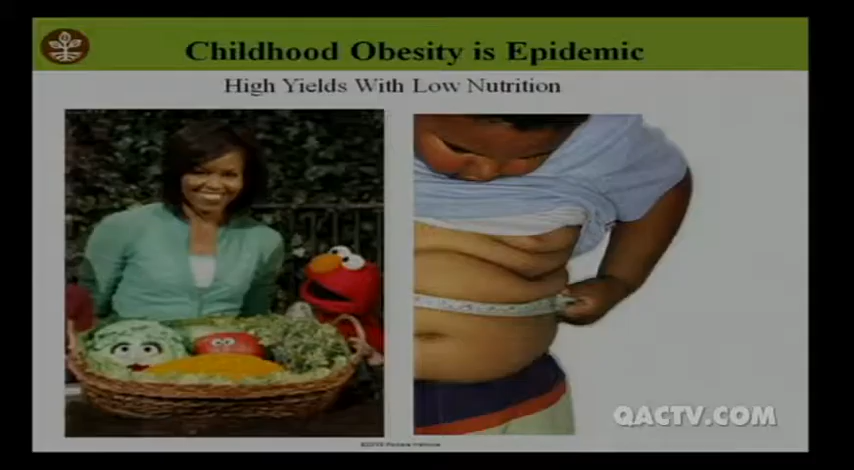 Childhood Obesity is Epidemic
High Yields With Low Nutrition
QACTV.COM